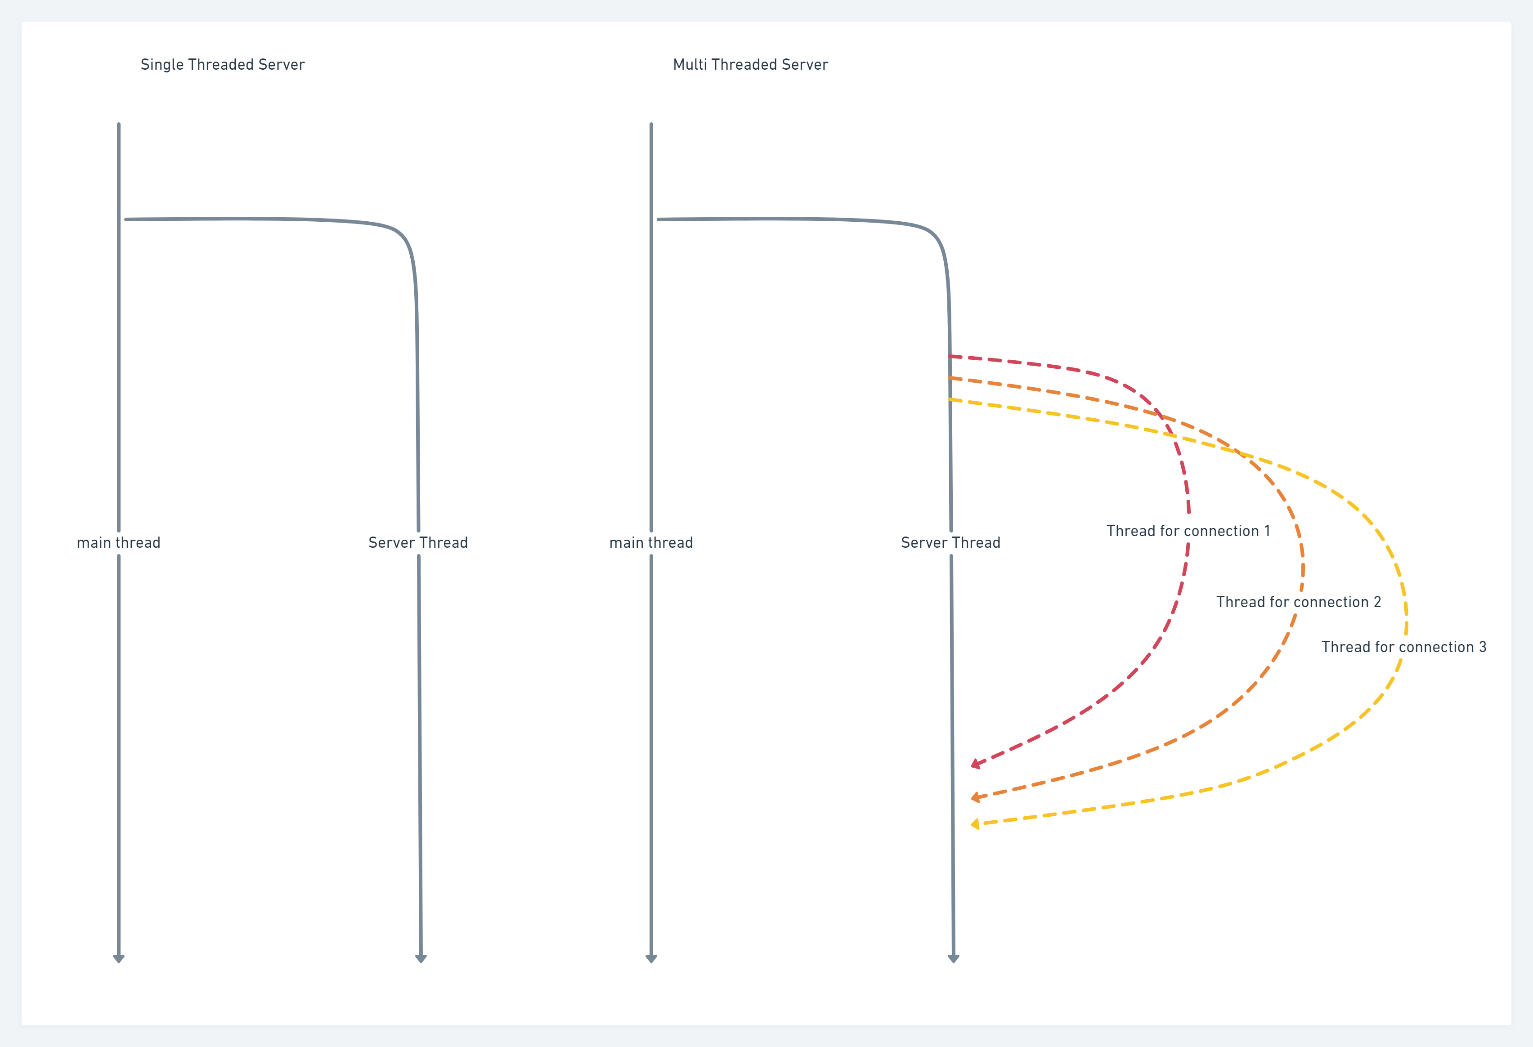 Single Threaded Server
Multi Threaded Server
main thread
Server Thread
main thread
Server Thread
Thread for connection 1
Thread for connection 2
Thread for connection 3